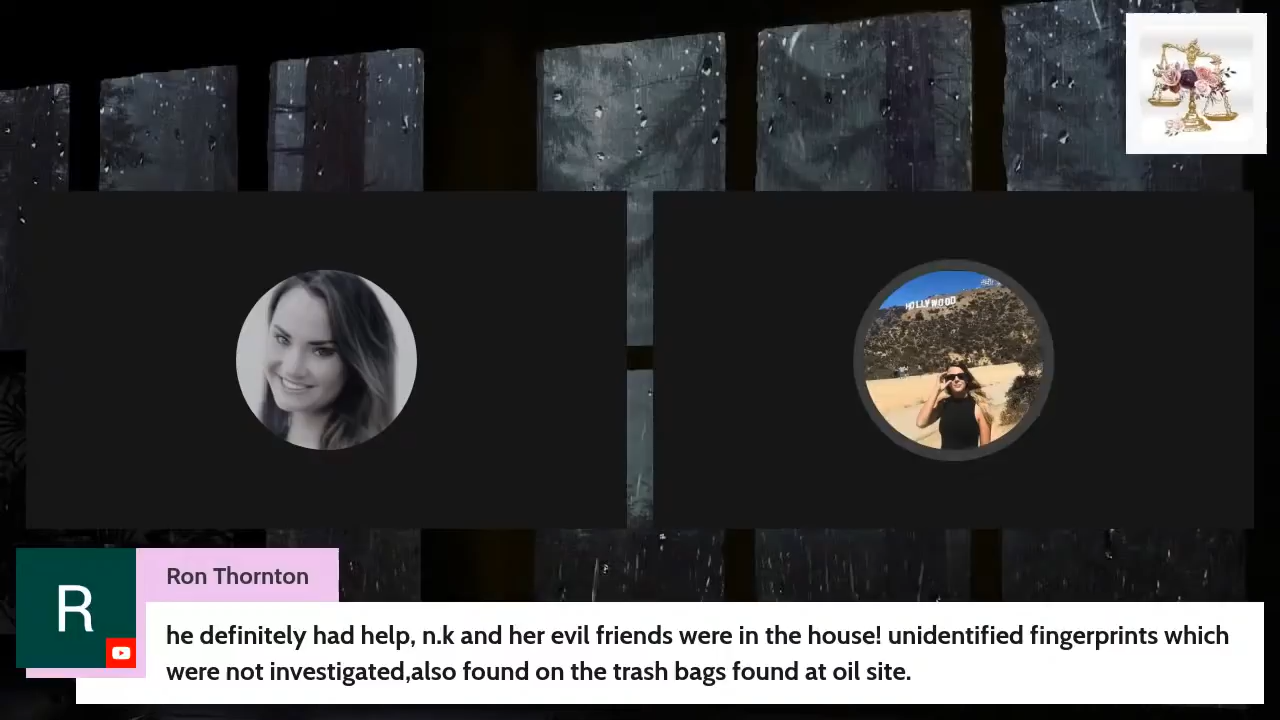 HOLLYWOOD
R
Ron Thornton
he definitely had help, n.k and her evil friends were in the house! unidentified fingerprints which
were not investigated,also found on the trash bags found at oil site.